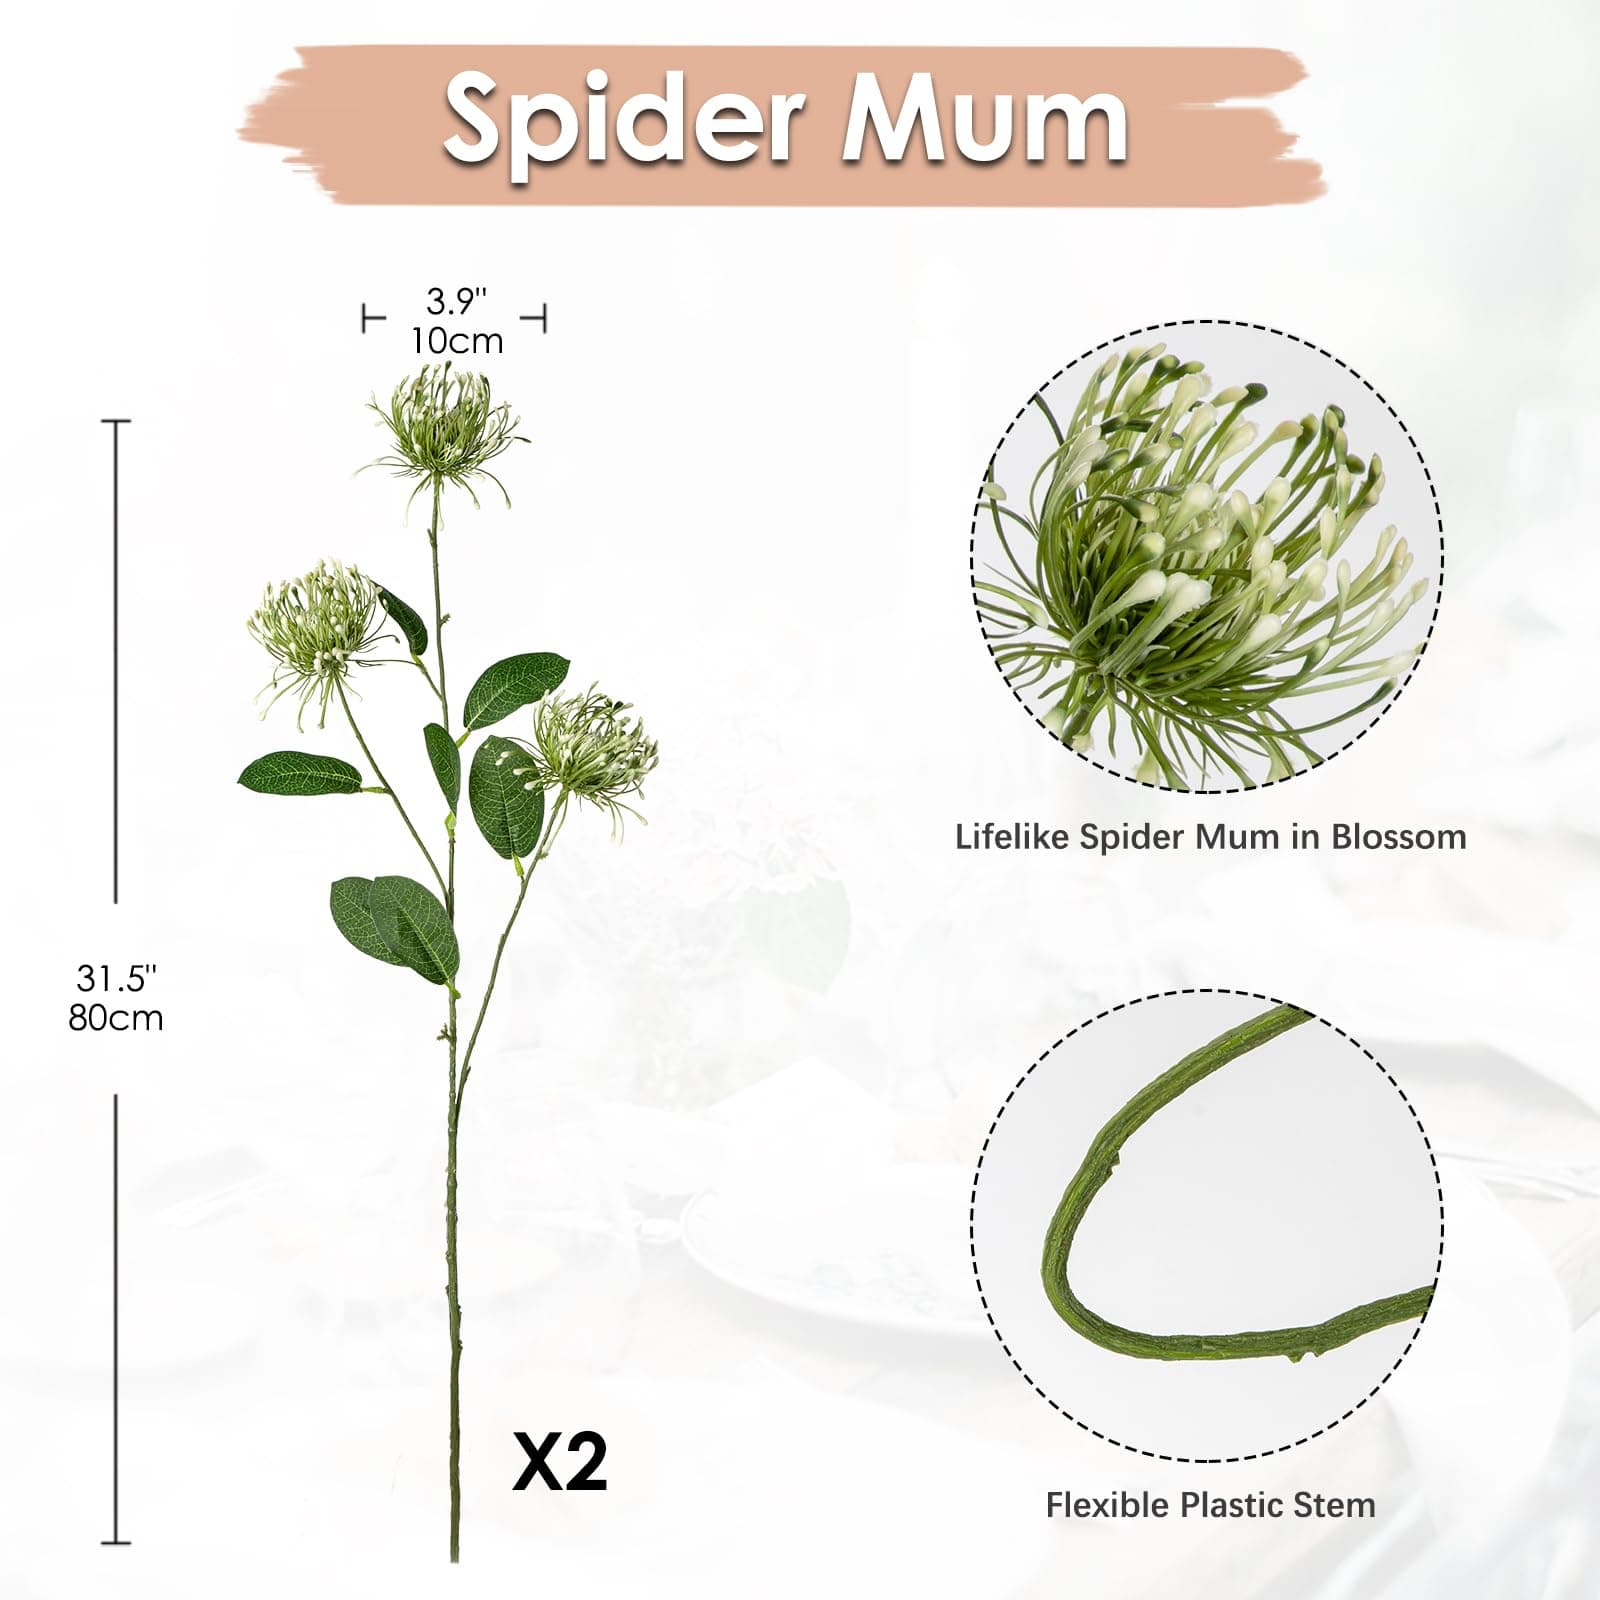 Spider Mum
3.9"
10cm
31.5"
80cm
X2
Lifelike Spider Mum in Blossom
Flexible Plastic Stem